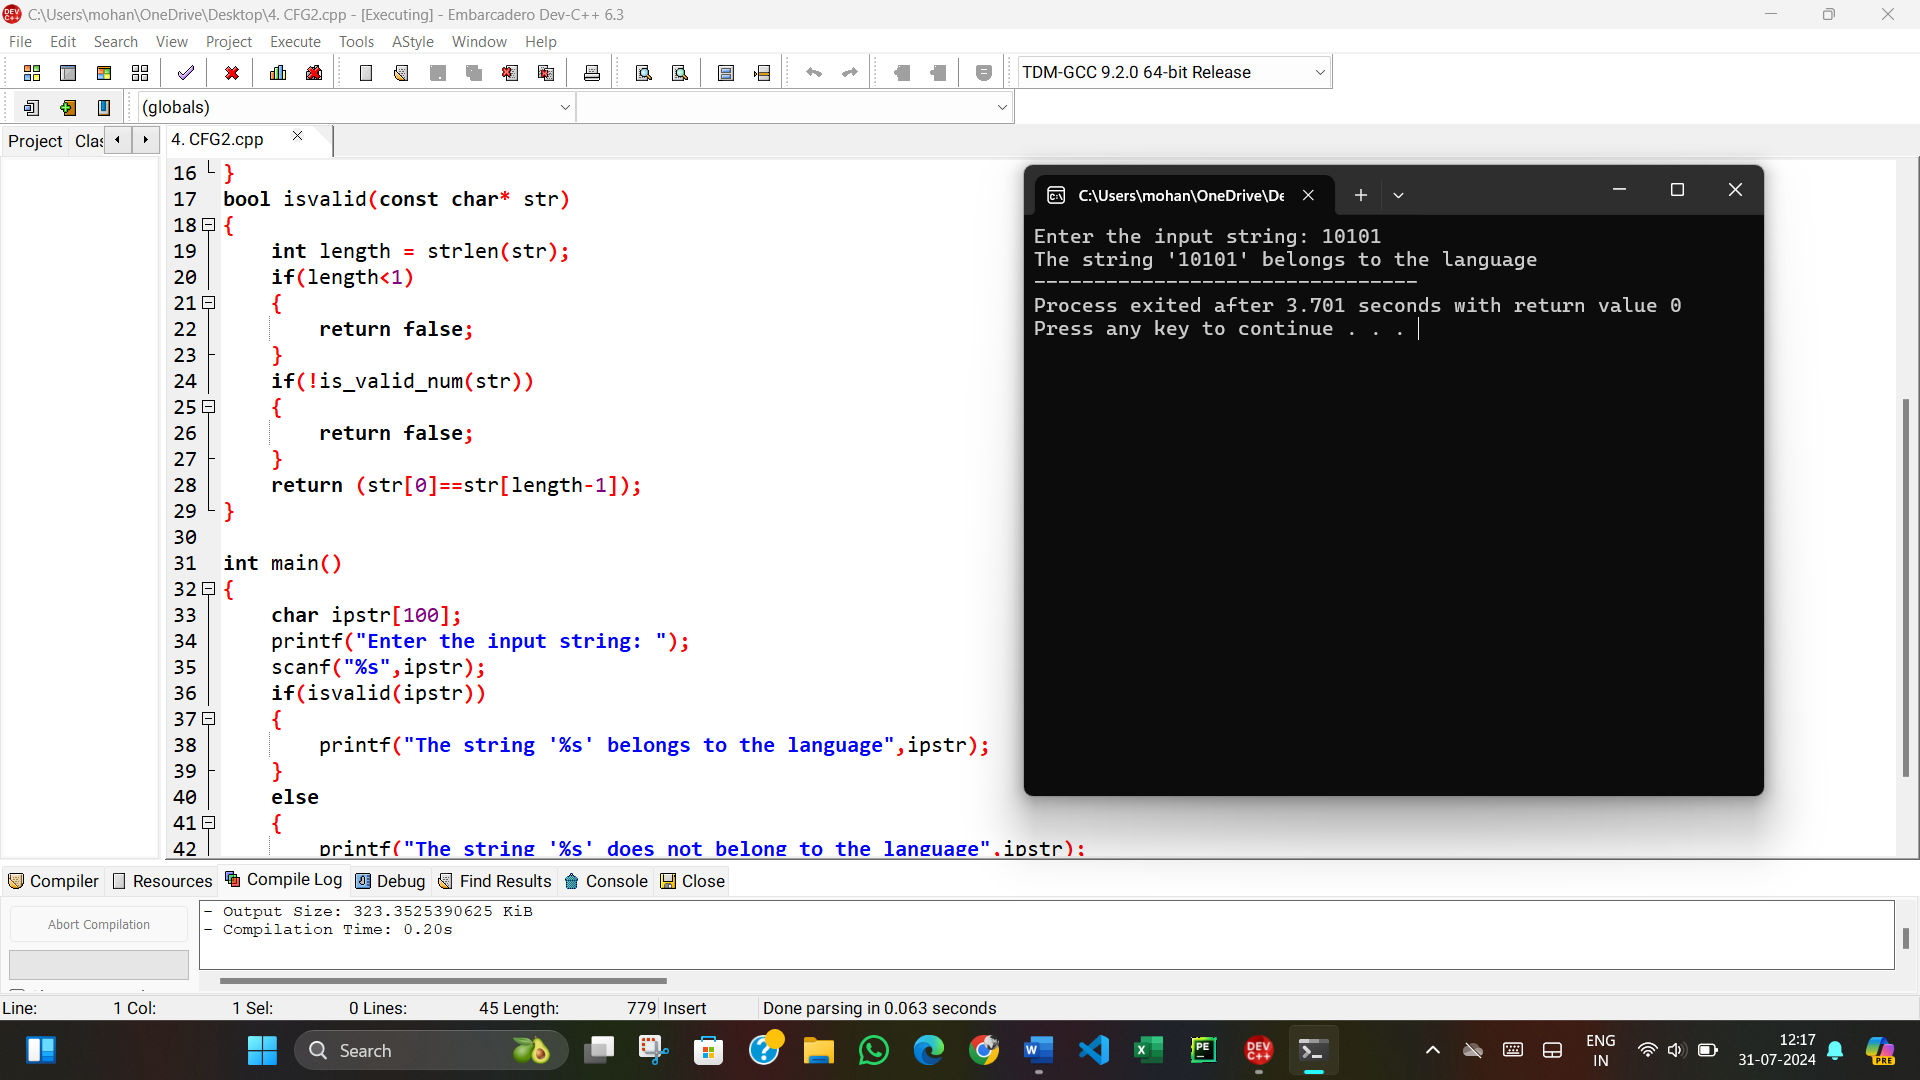 C:\Users\mohan\OneDrive\Desktop\4. CFG2.cpp - [Executing] - Embarcadero Dev-C++ 6.3
File Edit Search View Project Execute Tools AStyle Window Help
TDM-GCC 9.2.0 64-bit Release
(globals)
Project Clas
4. CFG2.cpp
16 }
17 bool isvalid(const char* str)
18 {
19 int length = strlen(str);
20 if(length<1)
21 {
22 return false;
23 }
24 if(!is_valid_num(str))
25 {
26 return false;
27 }
28 return (str[0]==str[length-1]);
29 }
30
31 int main()
32 {
33 char ipstr[100];
34 printf("Enter the input string: ");
35 scanf("%s",ipstr);
36 if(isvalid(ipstr))
37 {
38 printf("The string '%s' belongs to the language",ipstr);
39 }
40 else
41 {
42 printf("The string '%s' does not belong to the language",ipstr);
C:\Users\mohan\OneDrive\De
Enter the input string: 10101
The string '10101' belongs to the language
--------------------------------
Process exited after 3.701 seconds with return value 0
Press any key to continue . . .
Compiler Resources Compile Log Debug Find Results Console Close
Abort Compilation
- Output Size: 323.3525390625 KiB
- Compilation Time: 0.20s
Line: 1 Col: 1 Sel: 0 Lines: 45 Length: 779 Insert Done parsing in 0.063 seconds
Search
ENG
IN
12:17
31-07-2024